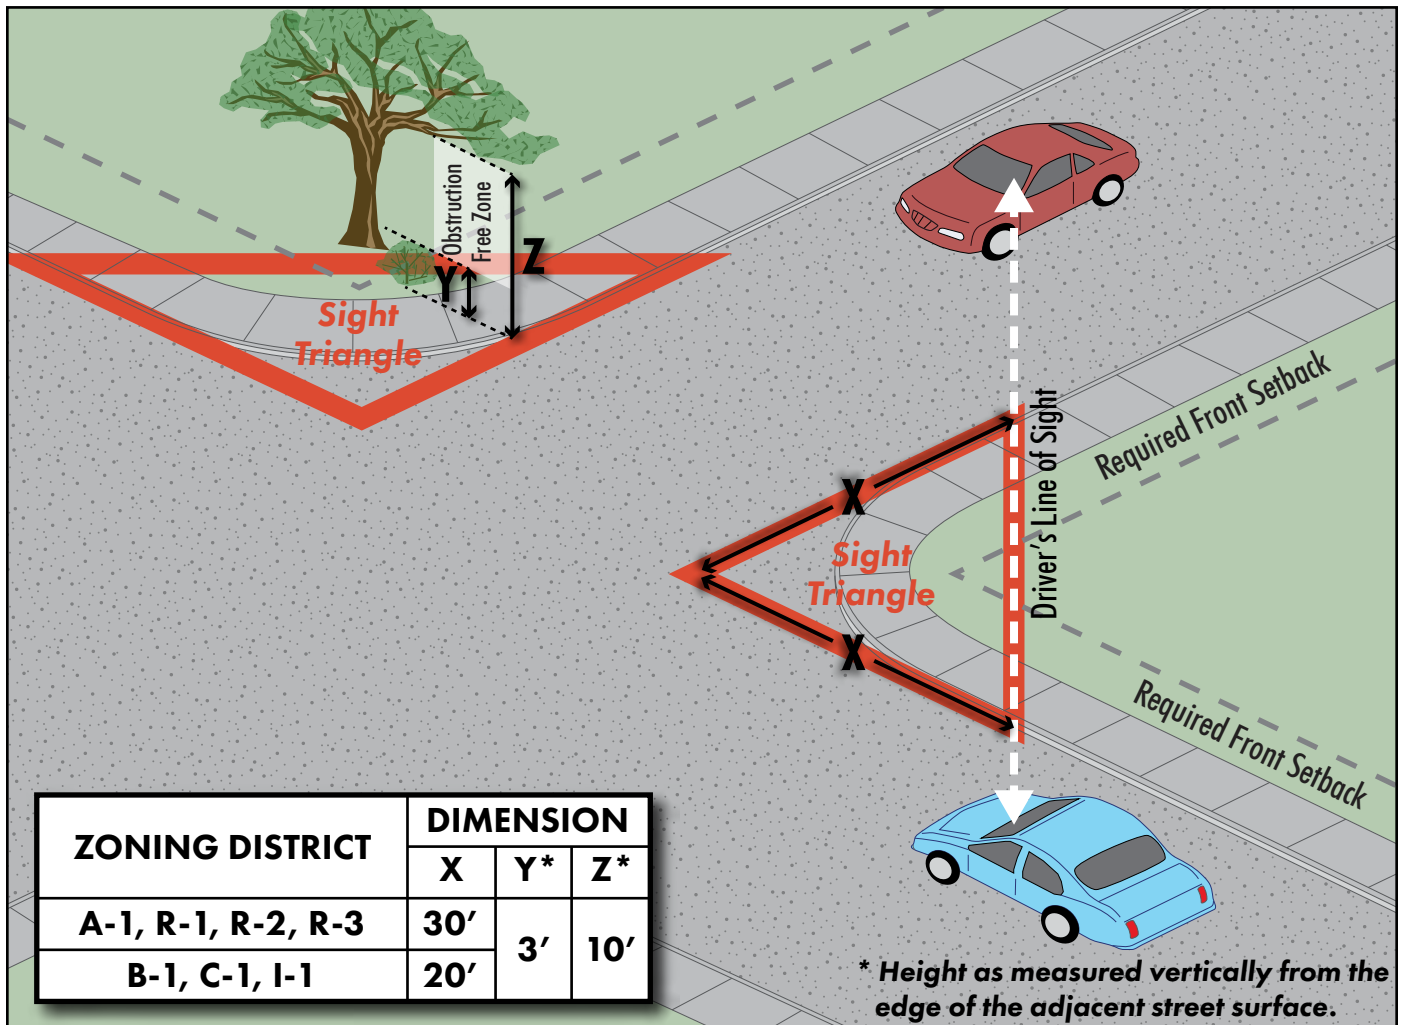 Obstruction
Free Zone
Z
Y
Sight
Triangle
X
Sight
Triangle
X
Driver's Line of Sight
Required Front Setback
Required Front Setback
ZONING DISTRICT
DIMENSION
X Y* Z*
A-1, R-1, R-2, R-3 30′
3′ 10′
B-1, C-1, I-1 20′
* Height as measured vertically from the
edge of the adjacent street surface.